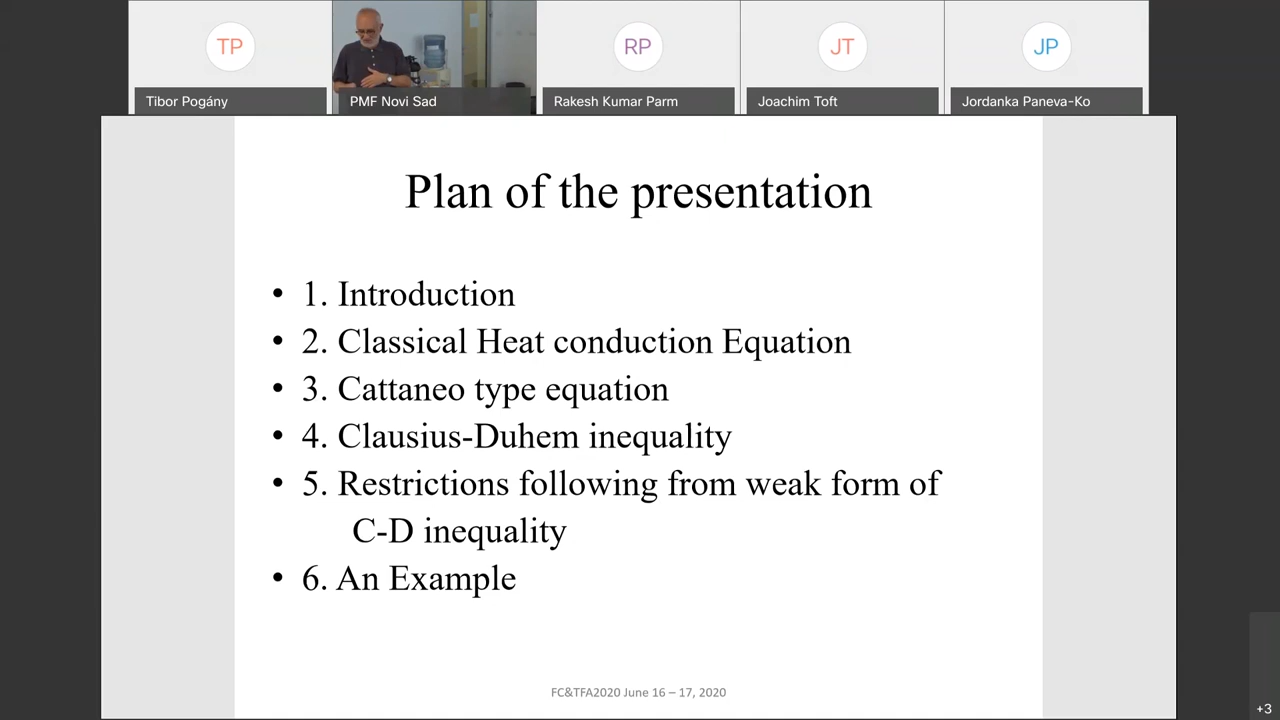 TP
RP
JT
JP
Tibor Pogány
PMF Novi Sad
Rakesh Kumar Parm
Joachim Toft
Jordanka Paneva-Ko
Plan of the presentation
• 1. Introduction
• 2. Classical Heat conduction Equation
• 3. Cattaneo type equation
• 4. Clausius-Duhem inequality
• 5. Restrictions following from weak form of
C-D inequality
• 6. An Example
FC&TFA2020 June 16 – 17, 2020
+3